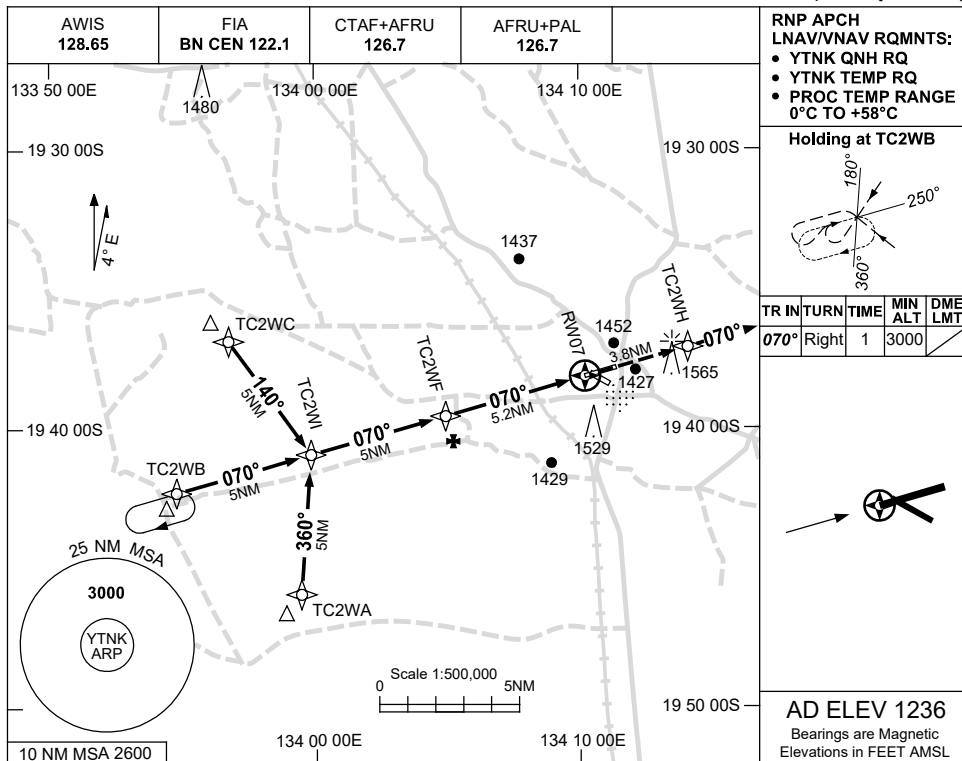 AWIS
128.65
FIA
BN CEN 122.1
CTAF+AFRU
126.7
AFRU+PAL
126.7
RNP APCH
LNAV/VNAV RQMNTS:
• YTNK QNH RQ
• YTNK TEMP RQ
• PROC TEMP RANGE
0°C TO +58°C
133 50 00E
134 00 00E
134 10 00E
1480
19 30 00S
19 30 00S
Holding at TC2WB
180°
250°
360°
4° E
1437
TR IN
TURN
TIME
MIN
ALT
DME
LMT
070°
Right
1
3000
TC2WH
070°
TC2WC
RW07
1452
3.8NM
1565
1427
140°
5NM
TC2WI
TC2WF
070°
5.2NM
19 40 00S
19 40 00S
070°
5NM
1529
1429
TC2WB
070°
5NM
360°
5NM
25 NM MSA
3000
YTNK
ARP
TC2WA
Scale 1:500,000
0
5NM
19 50 00S
134 00 00E
134 10 00E
10 NM MSA 2600
AD ELEV 1236
Bearings are Magnetic
Elevations in FEET AMSL